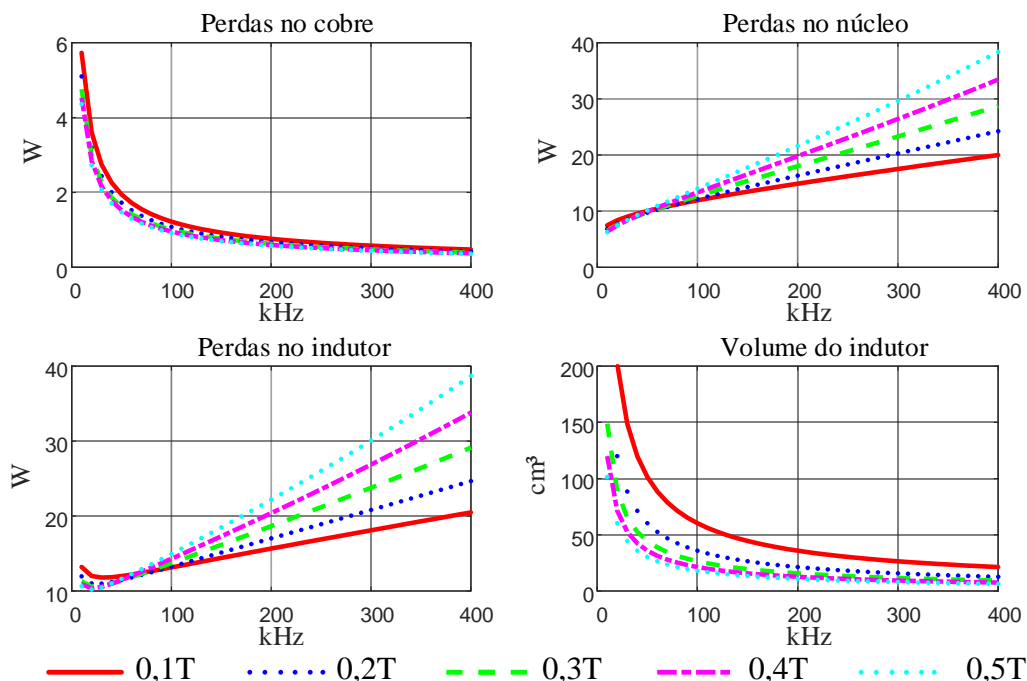 Perdas no cobre
6
4
2
0
W
0 100 200 300 400
kHz
Perdas no núcleo
40
30
20
10
0
W
0 100 200 300 400
kHz
Perdas no indutor
40
30
20
10
W
0 100 200 300 400
kHz
Volume do indutor
200
150
100
50
0
cm³
0 100 200 300 400
kHz
0,1T 0,2T 0,3T 0,4T 0,5T